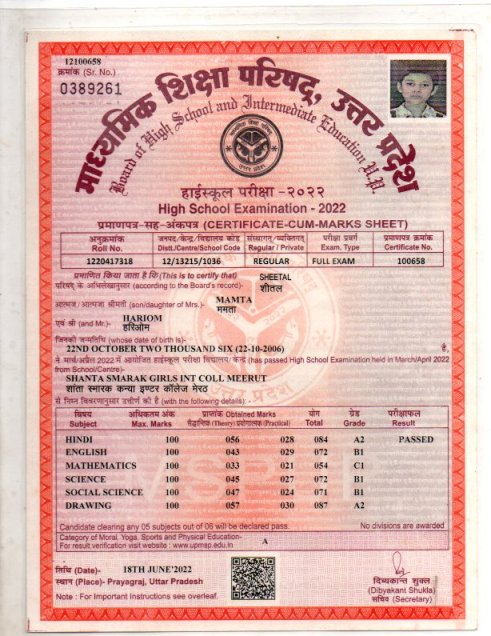 12100658
क्रमांक (Sr. No.)
0389261
माध्यमिक शिक्षा परिषद, उत्तर प्रदेश
Board of High School and Intermediate Education U.P.
हाईस्कूल परीक्षा -२०२२
High School Examination - 2022
प्रमाणपत्र-सह-अंकपत्र (CERTIFICATE-CUM-MARKS SHEET)
अनुक्रमांक जनपद/केन्द्र/विद्यालय कोड संस्थागत/व्यक्तिगत परीक्षा प्रवर्ग प्रमाणपत्र क्रमांक
Roll No. Distt./Centre/School Code Regular / Private Exam. Type Certificate No.
1220417318 12/13215/1036 REGULAR FULL EXAM 100658
प्रमाणित किया जाता है कि (This is to certify that) SHEETAL
परिषद् के अभिलेखानुसार (according to the Board's record)- शीतल
आत्मज / आत्मजा श्रीमती (son/daughter of Mrs.)- MAMTA
ममता
एवं श्री (and Mr.)- HARIOM
हरिओम
जिनकी जन्मतिथि (whose date of birth is)-
22ND OCTOBER TWO THOUSAND SIX (22-10-2006) है,
ने मार्च/अप्रैल 2022 में आयोजित हाईस्कूल परीक्षा विद्यालय/ केन्द्र (has passed High School Examination held in March/April 2022
from School/Centre)-
SHANTA SMARAK GIRLS INT COLL MEERUT
शांता स्मारक कन्या इण्टर कॉलेज मेरठ
से निम्न विवरणानुसार उत्तीर्ण की है (with the following details): -
विषय अधिकतम अंक प्राप्तांक Obtained Marks योग ग्रेड परीक्षाफल
Subject Max. Marks सैद्धान्तिक (Theory) प्रयोगात्मक (Practical) Total Grade Result
HINDI 100 056 028 084 A2 PASSED
ENGLISH 100 043 029 072 B1
MATHEMATICS 100 033 021 054 C1
SCIENCE 100 045 027 072 B1
SOCIAL SCIENCE 100 047 024 071 B1
DRAWING 100 057 030 087 A2
Candidate clearing any 05 subjects out of 06 will be declared pass. No divisions are awarded
Category of Moral, Yoga, Sports and Physical Education- A
For result verification visit website : www.upmsp.edu.in
तिथि (Date)- 18TH JUNE'2022
स्थान (Place)- Prayagraj, Uttar Pradesh
Note : For Important Instructions see overleaf.
दिव्यकान्त शुक्ल
(Dibyakant Shukla)
सचिव (Secretary)